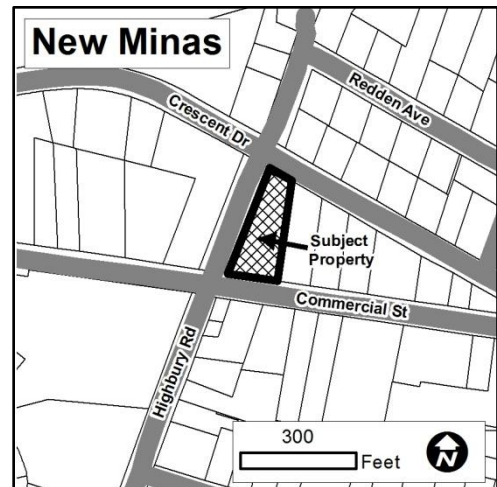 New Minas
Redden Ave
Crescent Dr
Subject
Property
Commercial St
Highbury Rd
300
Feet
N